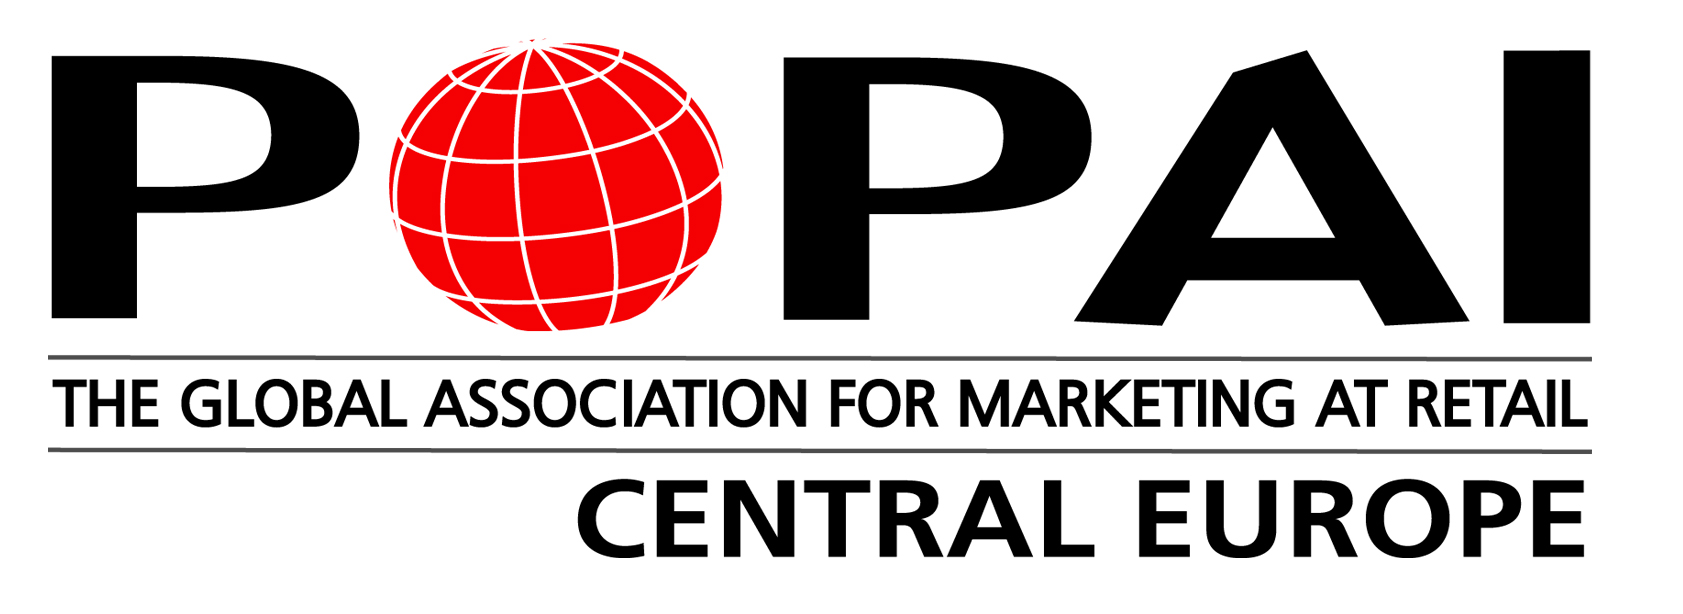 POPAI
THE GLOBAL ASSOCIATION FOR MARKETING AT RETAIL
CENTRAL EUROPE